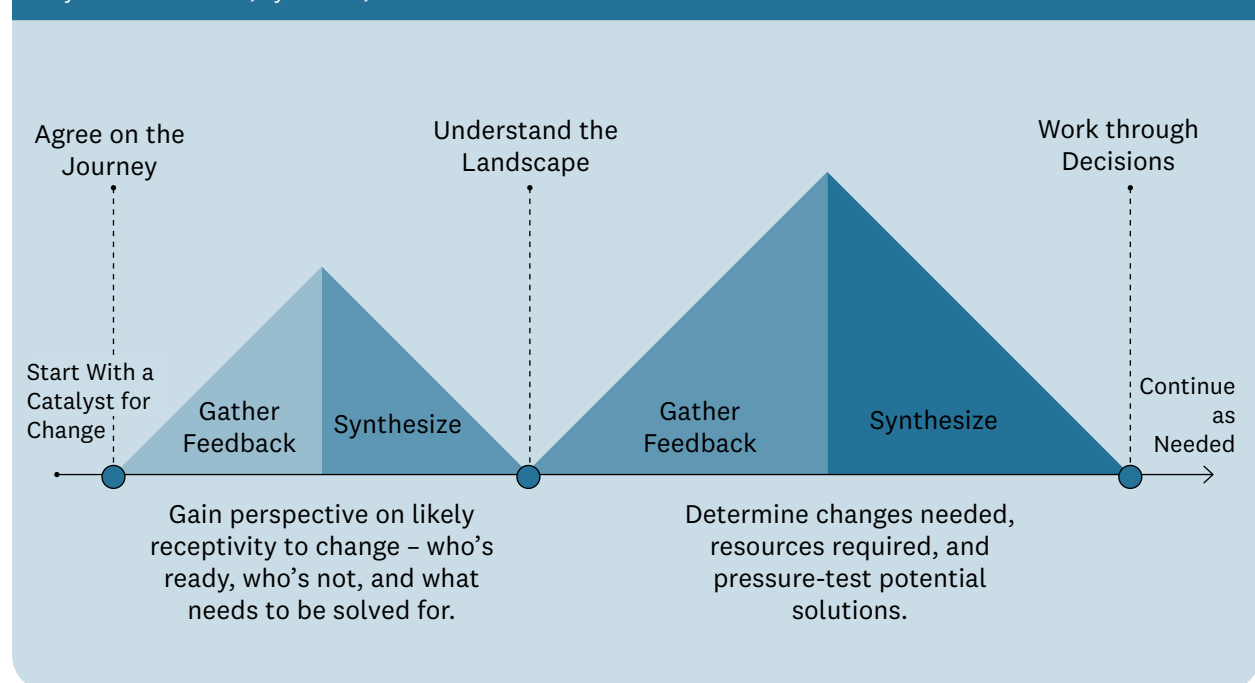 Agree on the
Journey
Understand the
Landscape
Work through
Decisions
Start With a
Catalyst for
Change
Gather
Feedback
Synthesize
Gather
Feedback
Synthesize
Continue
as
Needed
Gain perspective on likely
receptivity to change – who’s
ready, who’s not, and what
needs to be solved for.
Determine changes needed,
resources required, and
pressure-test potential
solutions.